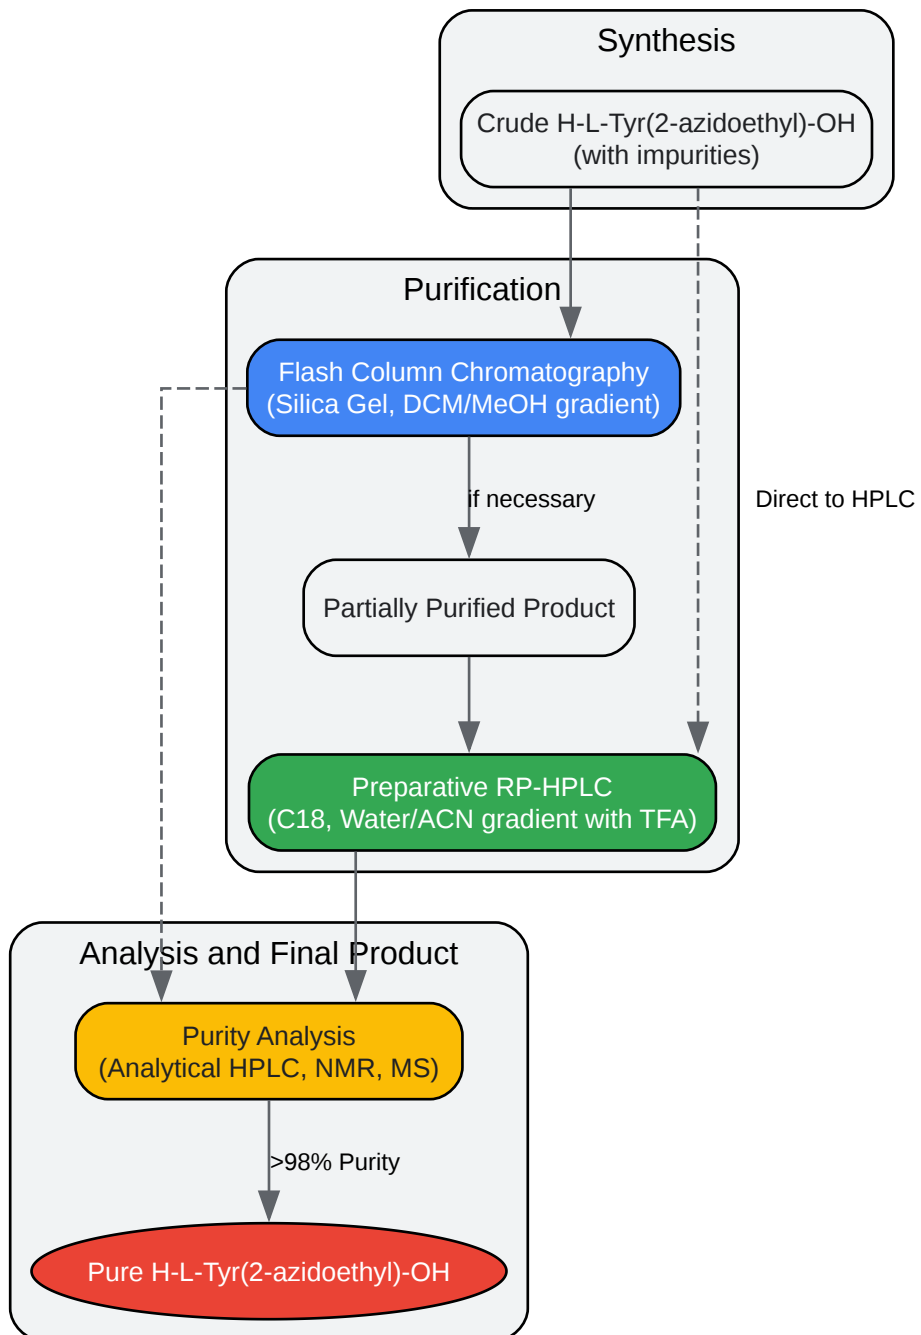 Synthesis
Crude H-L-Tyr(2-azidoethyl)-OH
(with impurities)
Purification
Flash Column Chromatography
(Silica Gel, DCM/MeOH gradient)
if necessary
Direct to HPLC
Partially Purified Product
Preparative RP-HPLC
(C18, Water/ACN gradient with TFA)
Analysis and Final Product
Purity Analysis
(Analytical HPLC, NMR, MS)
>98% Purity
Pure H-L-Tyr(2-azidoethyl)-OH